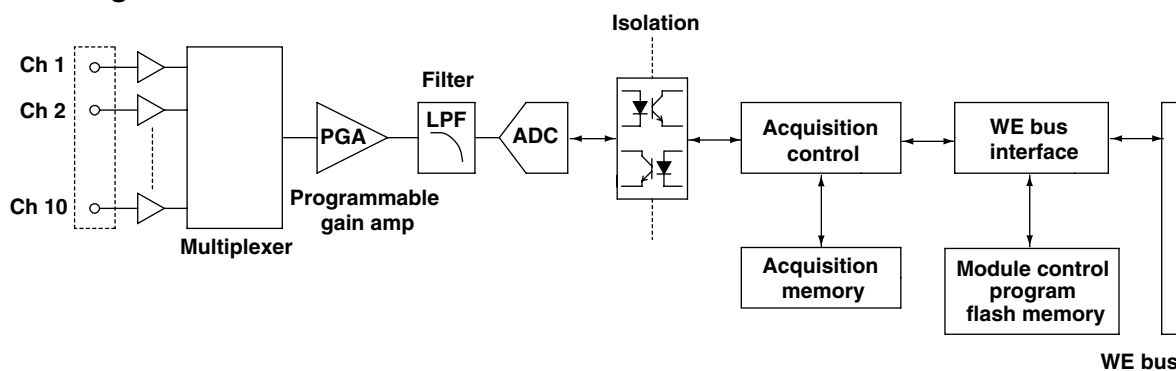 Isolation
Ch 1
Ch 2
Ch 10
Multiplexer
PGA
Programmable
gain amp
Filter
LPF
ADC
Acquisition
control
Acquisition
memory
WE bus
interface
Module control
program
flash memory
WE bus